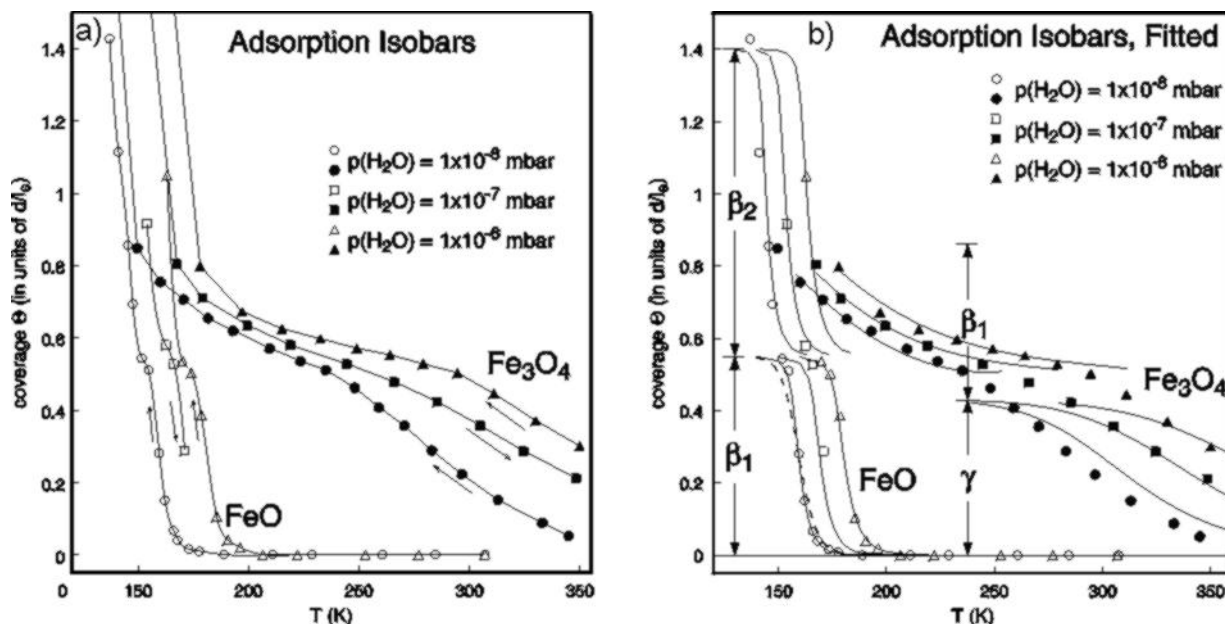 a)
Adsorption Isobars
p(H₂O) = 1x10⁻⁸ mbar
p(H₂O) = 1x10⁻⁷ mbar
p(H₂O) = 1x10⁻⁶ mbar
Fe₃O₄
FeO
coverage Θ (in units of d/lₑ)
1.4
1.2
1
0.8
0.6
0.4
0.2
0
0 150 200 250 300 350
T (K)
b)
Adsorption Isobars, Fitted
p(H₂O) = 1x10⁻⁸ mbar
p(H₂O) = 1x10⁻⁷ mbar
p(H₂O) = 1x10⁻⁶ mbar
β₂
β₁
β₁
γ
Fe₃O₄
FeO
coverage Θ (in units of d/lₑ)
1.4
1.2
1
0.8
0.6
0.4
0.2
0
150 200 250 300 350
T (K)